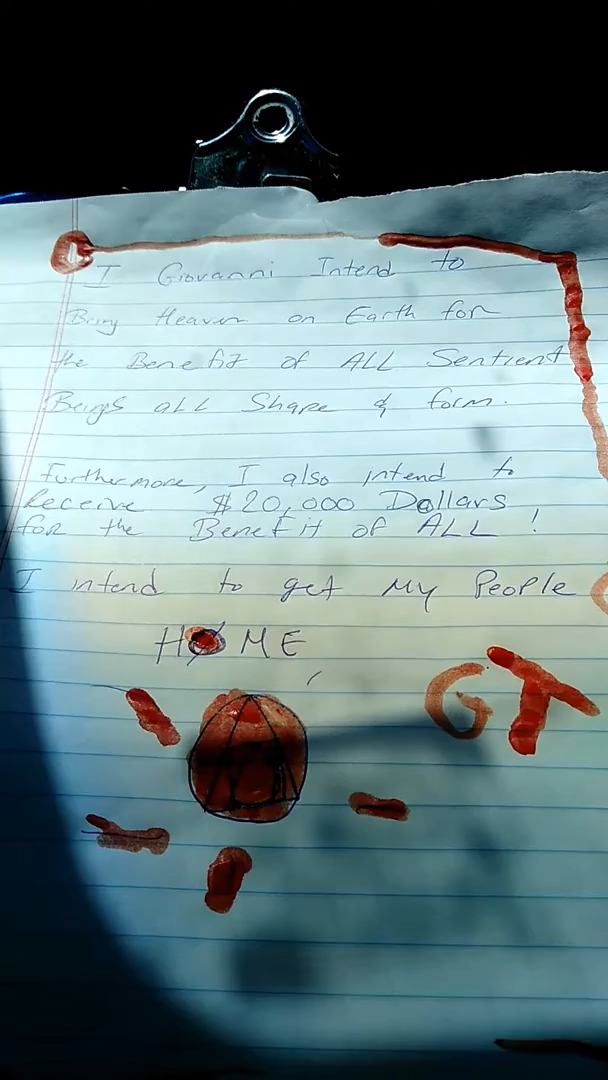 I Giovanni Intend to
Bring Heaven on Earth for
the Benefit of ALL Sentient
Beings aLL Shape & form.
Furthermore, I also intend to
Receive $20,000 Dollars
for the Benefit of ALL!
I intend to get My People
HOME
GT